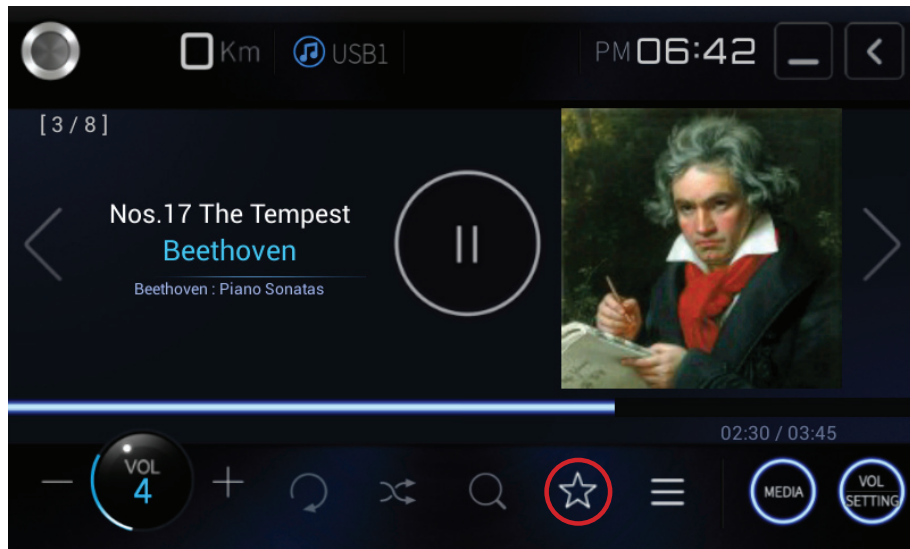 0 Km USB1 PM 06:42
[ 3 / 8 ]
Nos.17 The Tempest
Beethoven
Beethoven : Piano Sonatas
02:30 / 03:45
VOL
4
MEDIA
VOL
SETTING